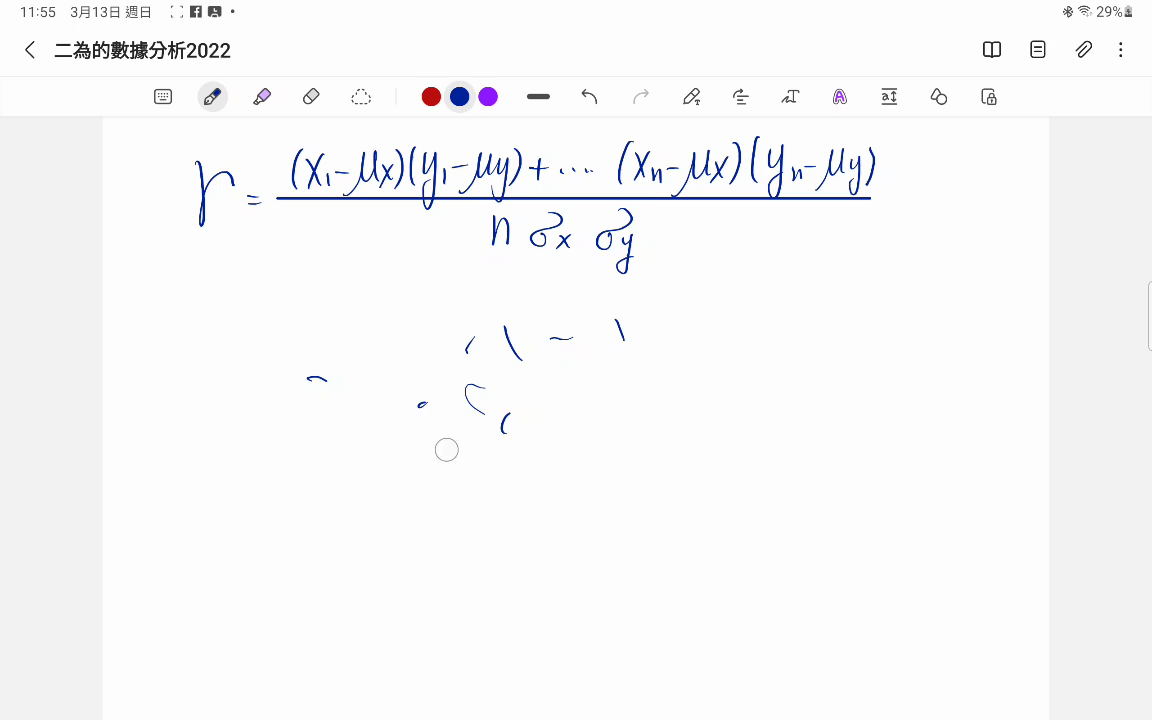 11:55 3月13日 週日 29%
二為的數據分析2022
r = (x₁-μx)(y₁-μy)+… (xn-μx)(yn-μy)
n σx σy